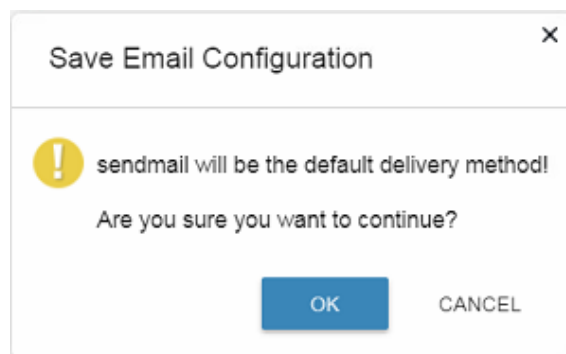 Save Email Configuration
sendmail will be the default delivery method!
Are you sure you want to continue?
OK CANCEL